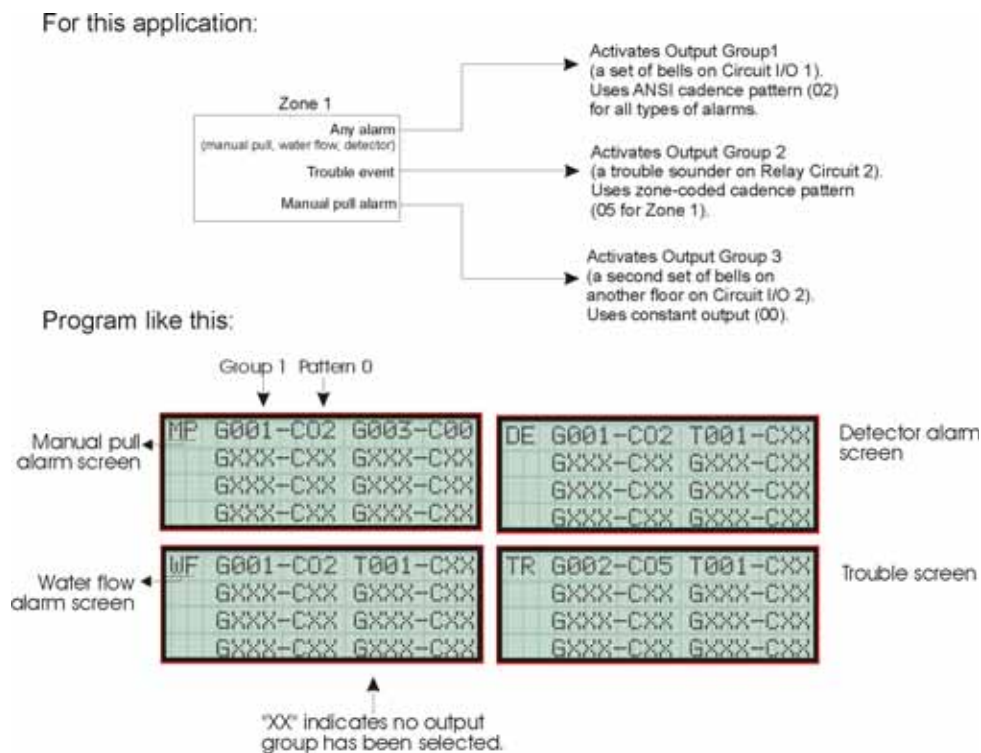 For this application:
Zone 1
Any alarm
(manual pull, water flow, detector)
Trouble event
Manual pull alarm
Activates Output Group1
(a set of bells on Circuit I/O 1).
Uses ANSI cadence pattern (02)
for all types of alarms.
Activates Output Group 2
(a trouble sounder on Relay Circuit 2).
Uses zone-coded cadence pattern
(05 for Zone 1).
Activates Output Group 3
(a second set of bells on
another floor on Circuit I/O 2).
Uses constant output (00).
Program like this:
Group 1 Pattern 0
Manual pull
alarm screen
MP G001-C02 G003-C00
GXXX-CXX GXXX-CXX
GXXX-CXX GXXX-CXX
GXXX-CXX GXXX-CXX
DE G001-C02 T001-CXX
GXXX-CXX GXXX-CXX
GXXX-CXX GXXX-CXX
GXXX-CXX GXXX-CXX
Detector alarm
screen
Water flow
alarm screen
WF G001-C02 T001-CXX
GXXX-CXX GXXX-CXX
GXXX-CXX GXXX-CXX
GXXX-CXX GXXX-CXX
TR G002-C05 T001-CXX
GXXX-CXX GXXX-CXX
GXXX-CXX GXXX-CXX
GXXX-CXX GXXX-CXX
Trouble screen
"XX" indicates no output
group has been selected.